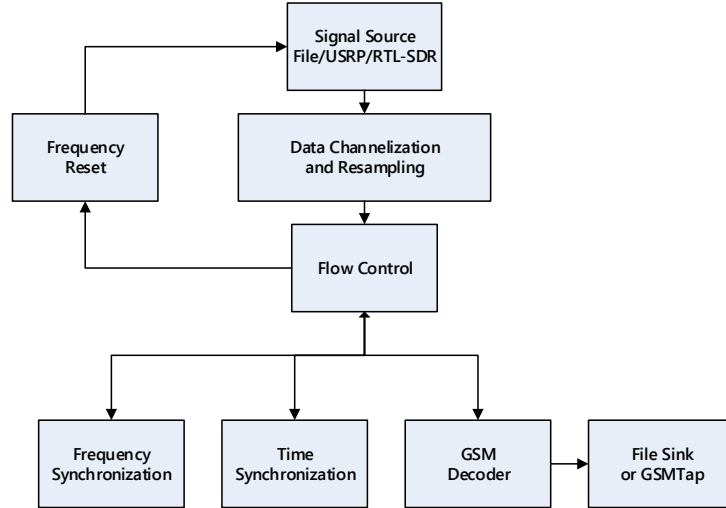 Signal Source
File/USRP/RTL-SDR
Frequency
Reset
Data Channelization
and Resampling
Flow Control
Frequency
Synchronization
Time
Synchronization
GSM
Decoder
File Sink
or GSMTap